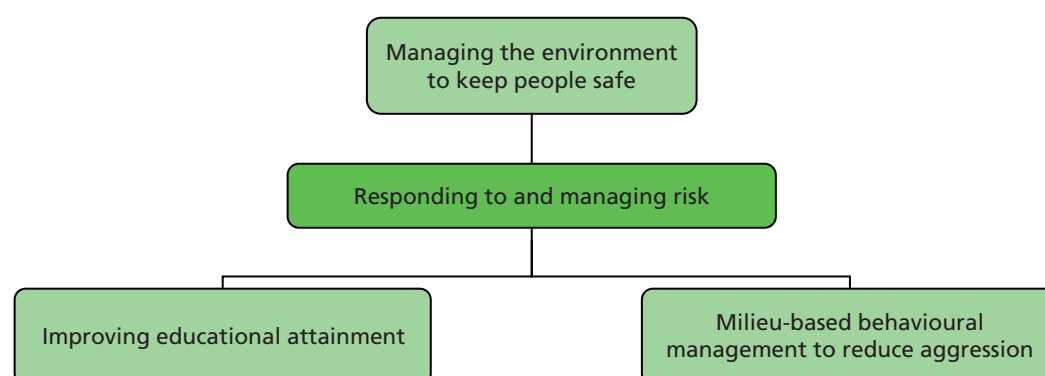 Managing the environment
to keep people safe
Responding to and managing risk
Improving educational attainment
Milieu-based behavioural
management to reduce aggression